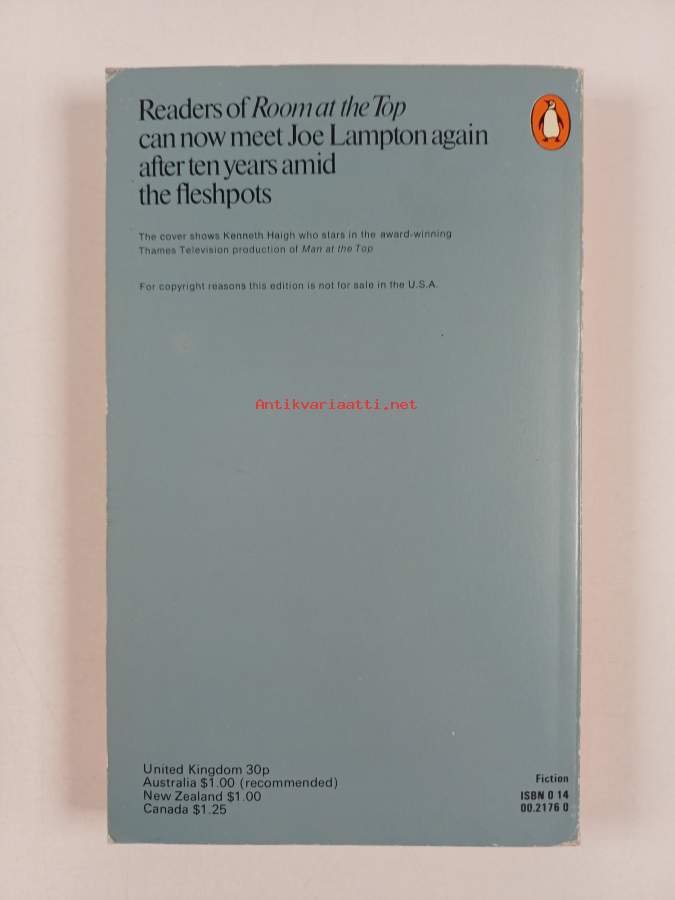 Readers of Room at the Top
can now meet Joe Lampton again
after ten years amid
the fleshpots
The cover shows Kenneth Haigh who stars in the award-winning
Thames Television production of Man at the Top
For copyright reasons this edition is not for sale in the U.S.A.
Antikvariaatti.net
United Kingdom 30p
Australia $1.00 (recommended)
New Zealand $1.00
Canada $1.25
Fiction
ISBN 0 14
00.2176 0